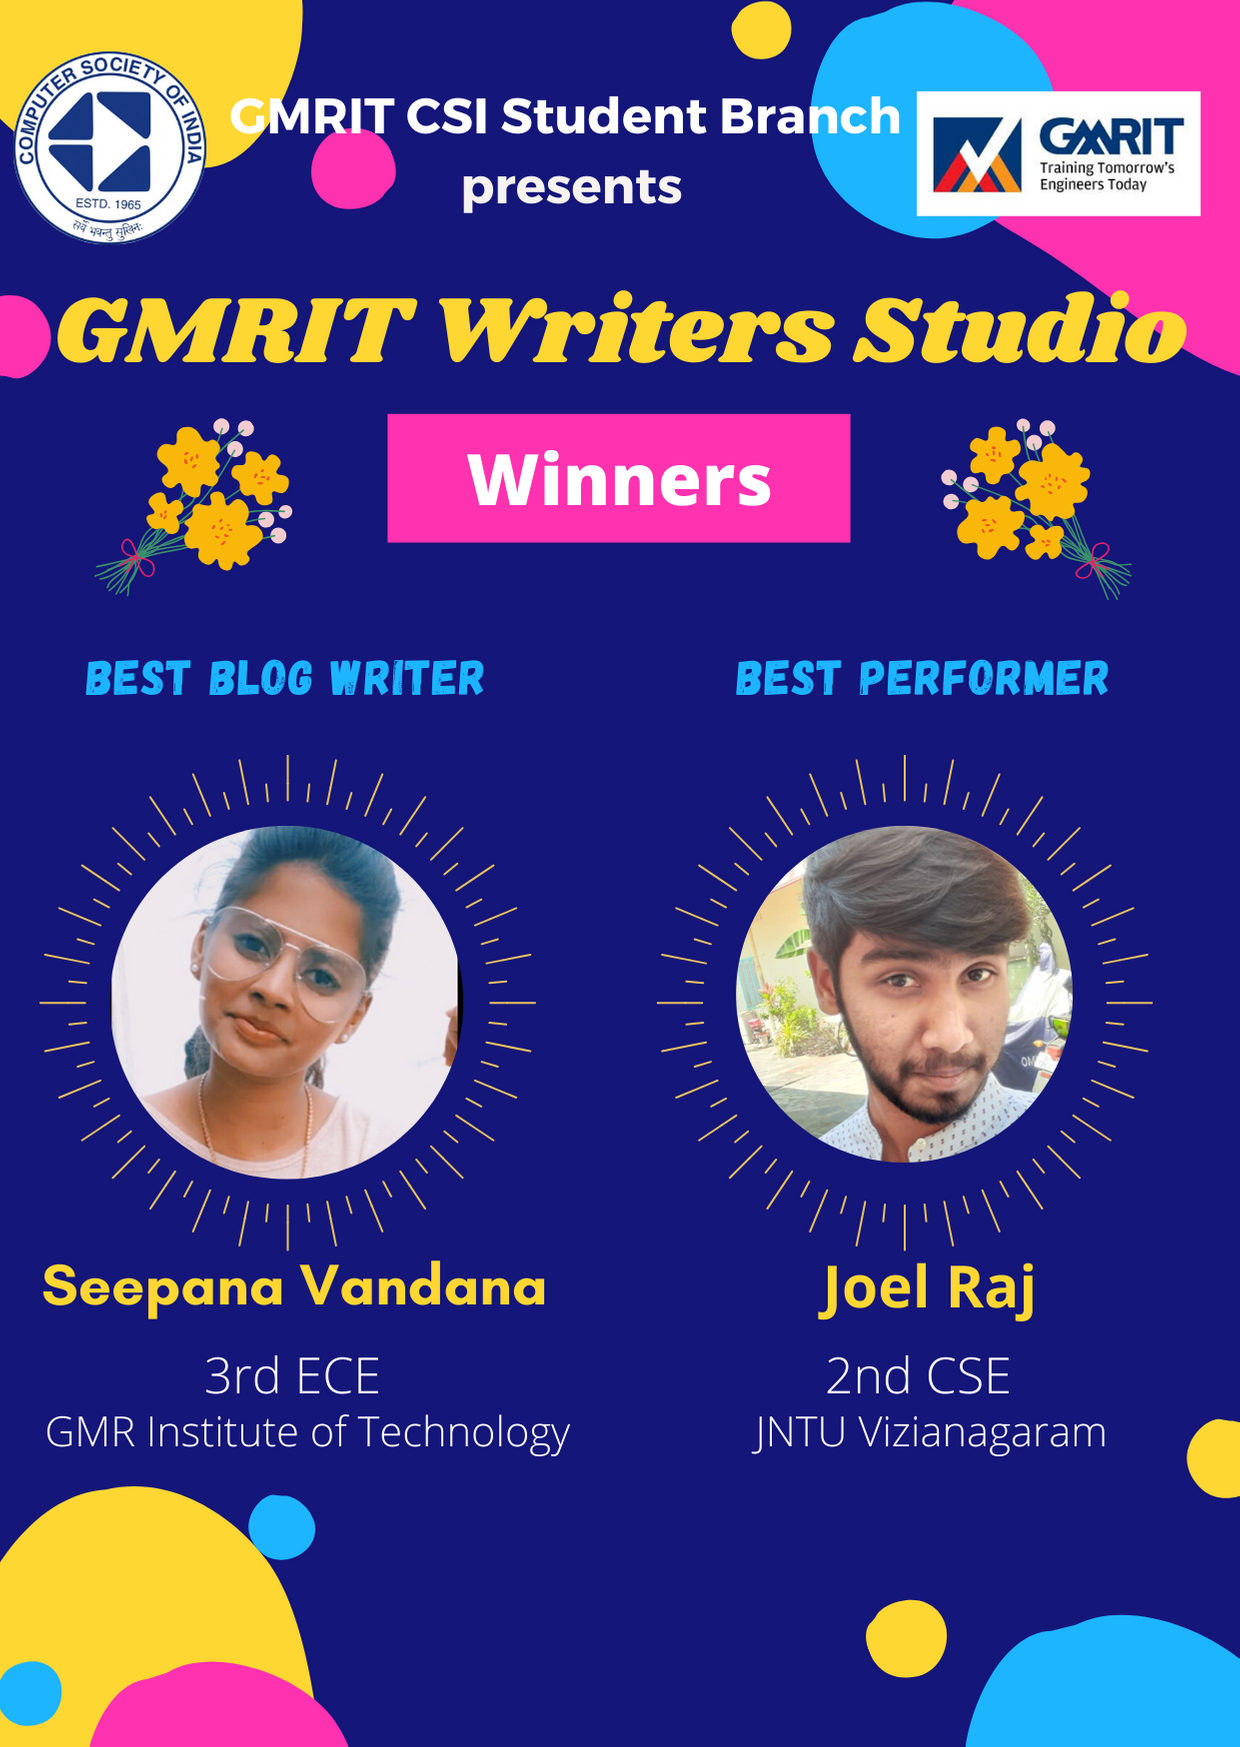 COMPUTER SOCIETY OF INDIA
ESTD. 1965
सर्वे भवन्तु सुखिनः
GMRIT CSI Student Branch
presents
GMRIT
Training Tomorrow's
Engineers Today
GMRIT Writers Studio
Winners
BEST BLOG WRITER
BEST PERFORMER
Seepana Vandana
3rd ECE
GMR Institute of Technology
Joel Raj
2nd CSE
JNTU Vizianagaram